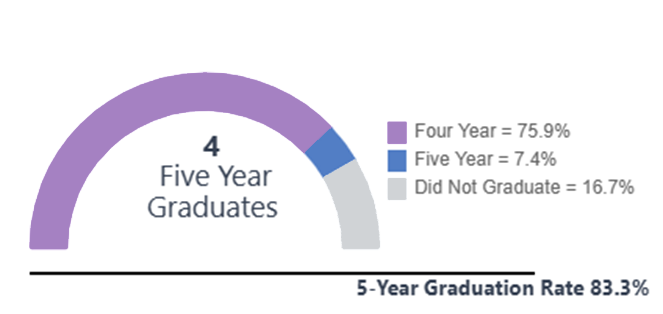 4
Five Year
Graduates
Four Year = 75.9%
Five Year = 7.4%
Did Not Graduate = 16.7%
5-Year Graduation Rate 83.3%